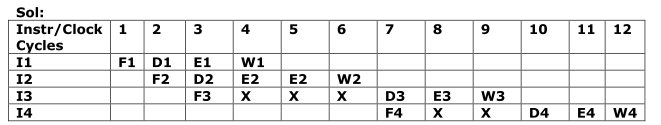 Sol:
Instr/Clock Cycles 1 2 3 4 5 6 7 8 9 10 11 12
I1 F1 D1 E1 W1
I2 F2 D2 E2 E2 W2
I3 F3 X X X D3 E3 W3
I4 F4 X X D4 E4 W4